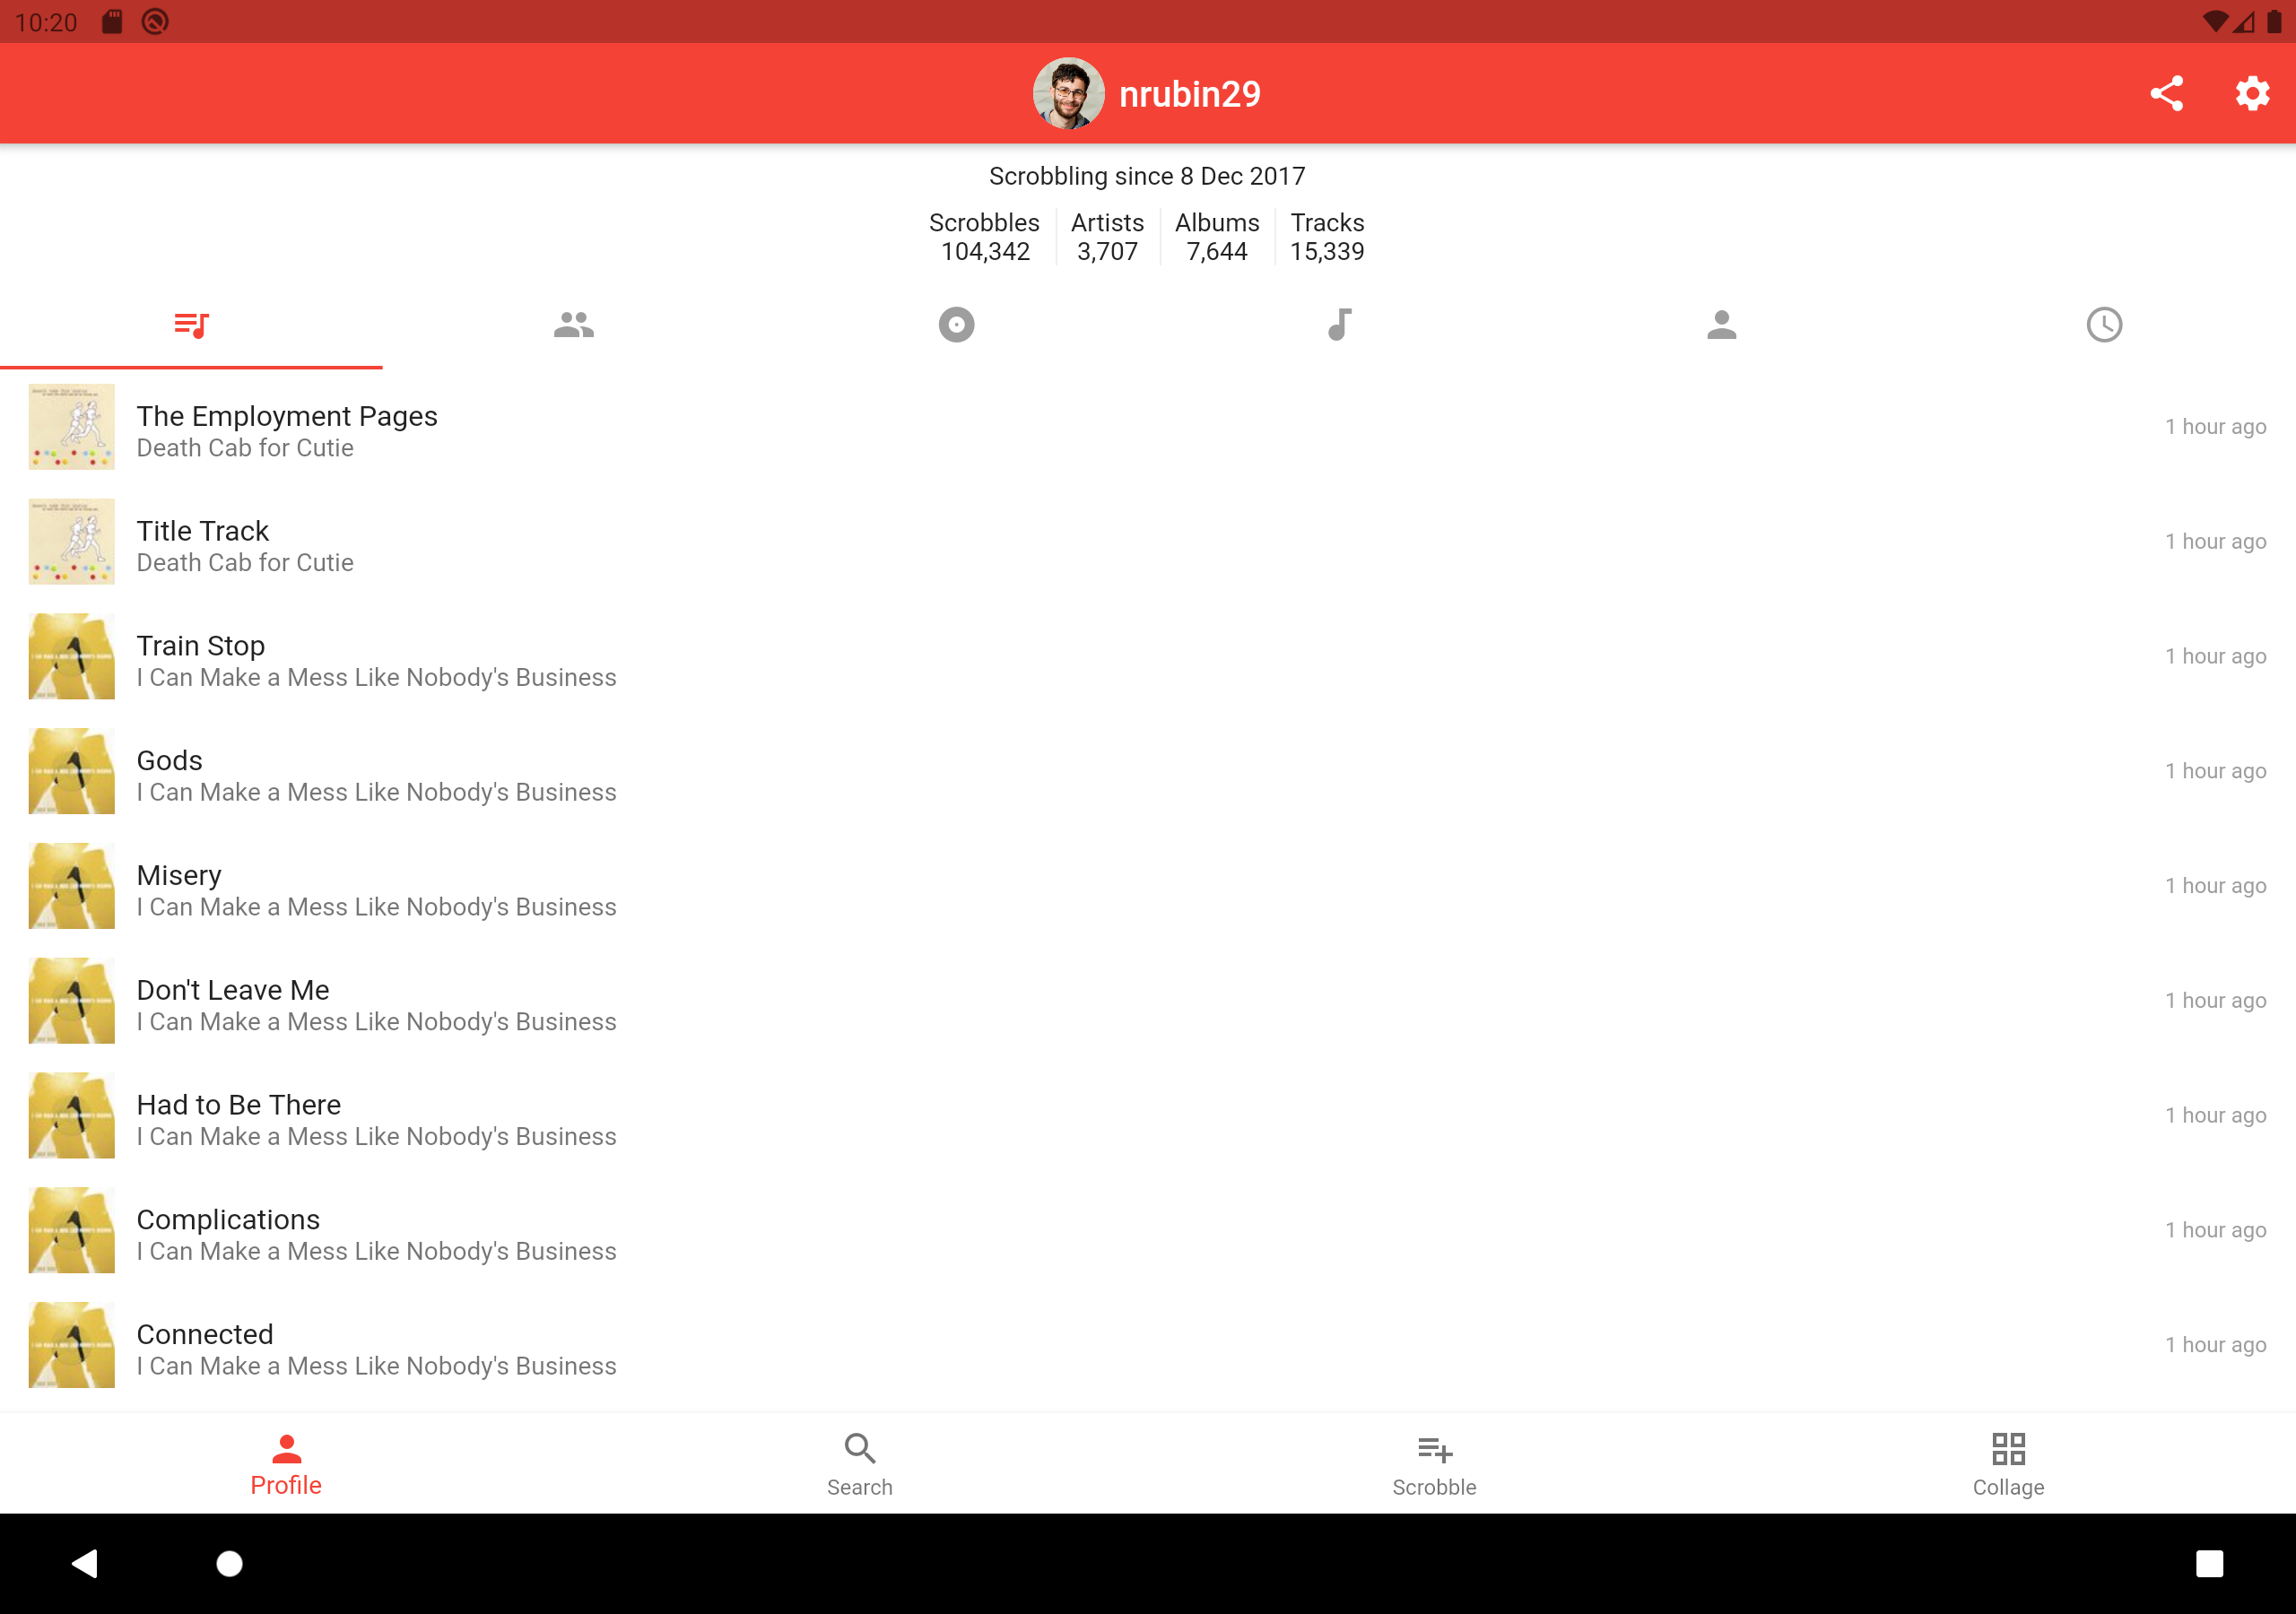 10:20
nrubin29
Scrobbling since 8 Dec 2017
Scrobbles Artists Albums Tracks
104,342 3,707 7,644 15,339
The Employment Pages
Death Cab for Cutie
1 hour ago
Title Track
Death Cab for Cutie
1 hour ago
Train Stop
I Can Make a Mess Like Nobody's Business
1 hour ago
Gods
I Can Make a Mess Like Nobody's Business
1 hour ago
Misery
I Can Make a Mess Like Nobody's Business
1 hour ago
Don't Leave Me
I Can Make a Mess Like Nobody's Business
1 hour ago
Had to Be There
I Can Make a Mess Like Nobody's Business
1 hour ago
Complications
I Can Make a Mess Like Nobody's Business
1 hour ago
Connected
I Can Make a Mess Like Nobody's Business
1 hour ago
Profile Search Scrobble Collage